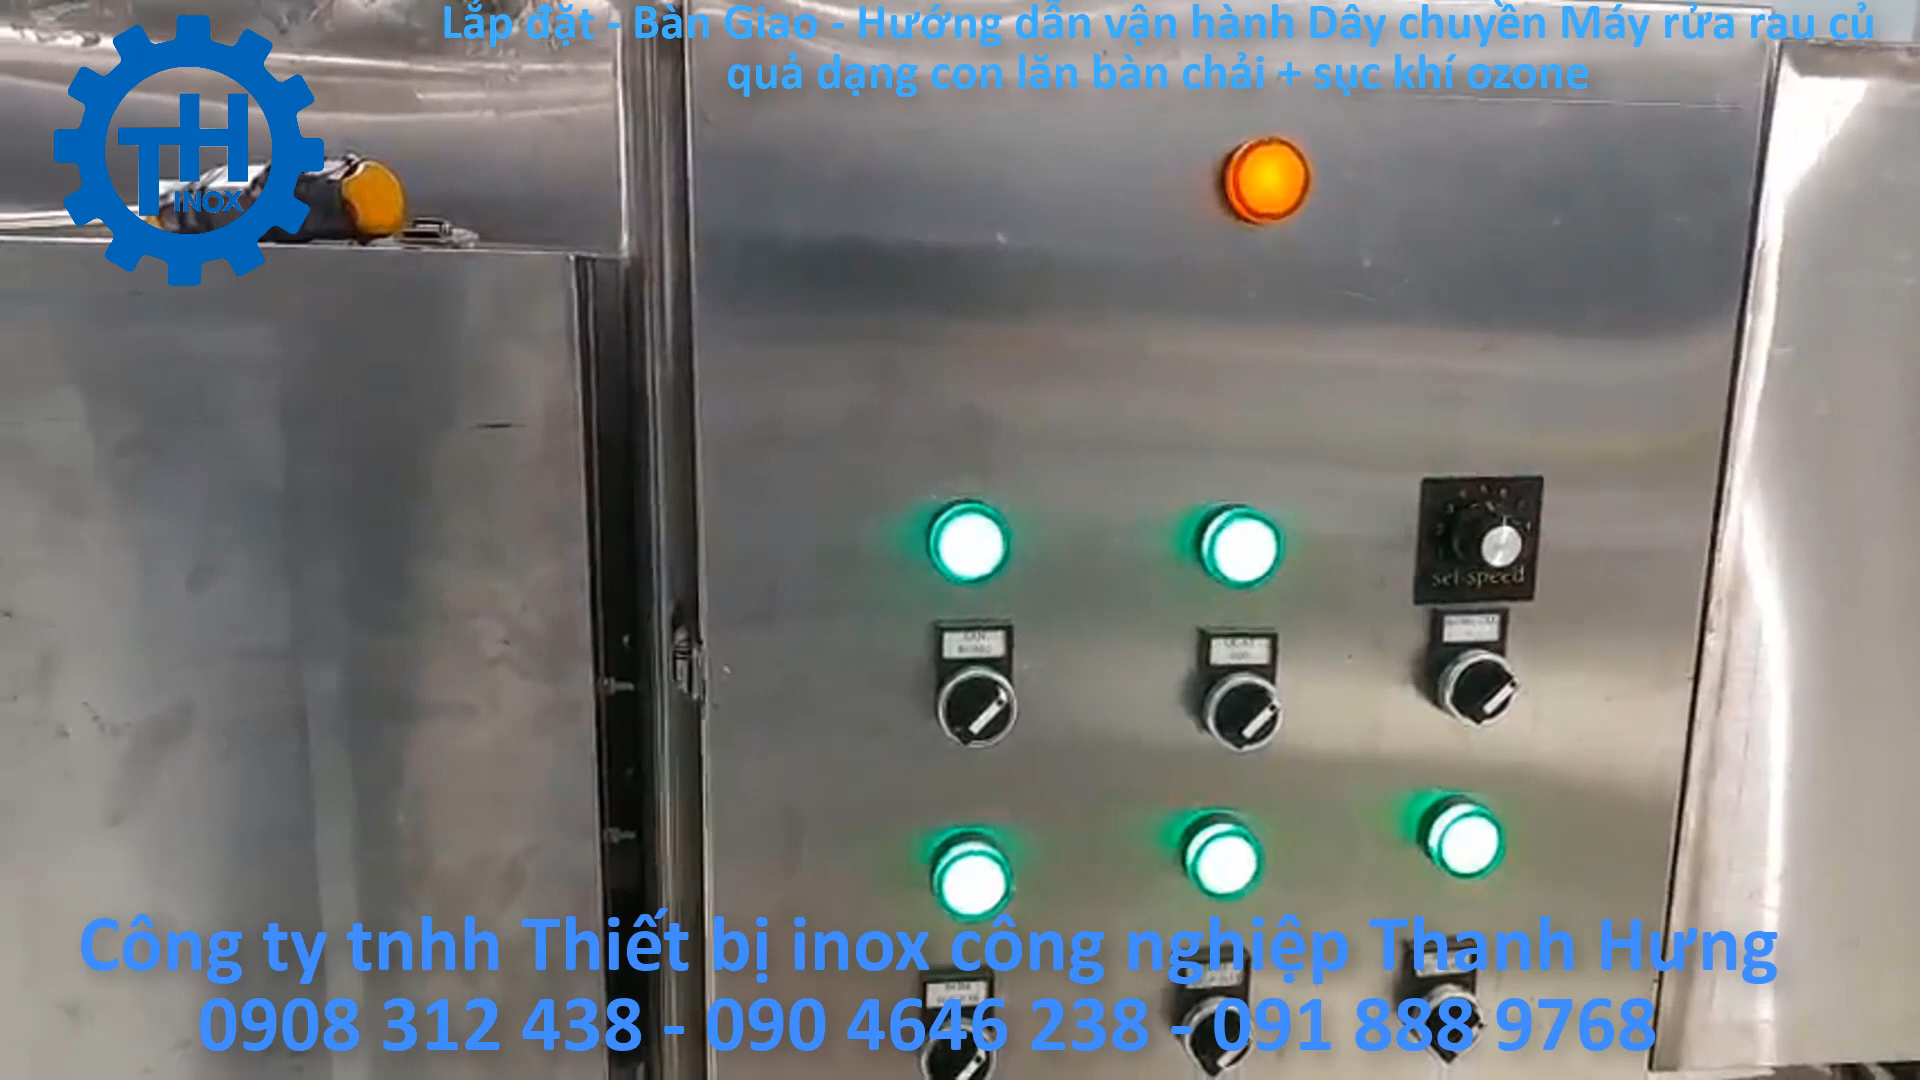 Lắp đặt - Bàn Giao - Hướng dẫn vận hành Dây chuyền Máy rửa rau củ
quả dạng con lăn bàn chải + sục khí ozone
TH
INOX
set-speed
Công ty tnhh Thiết bị inox công nghiệp Thanh Hưng
0908 312 438 - 090 4646 238 - 091 888 9768